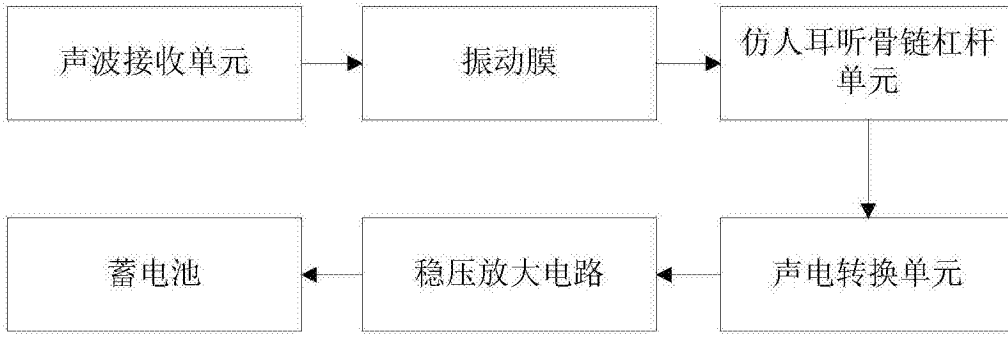 声波接收单元
振动膜
仿人耳听骨链杠杆
单元
蓄电池
稳压放大电路
声电转换单元